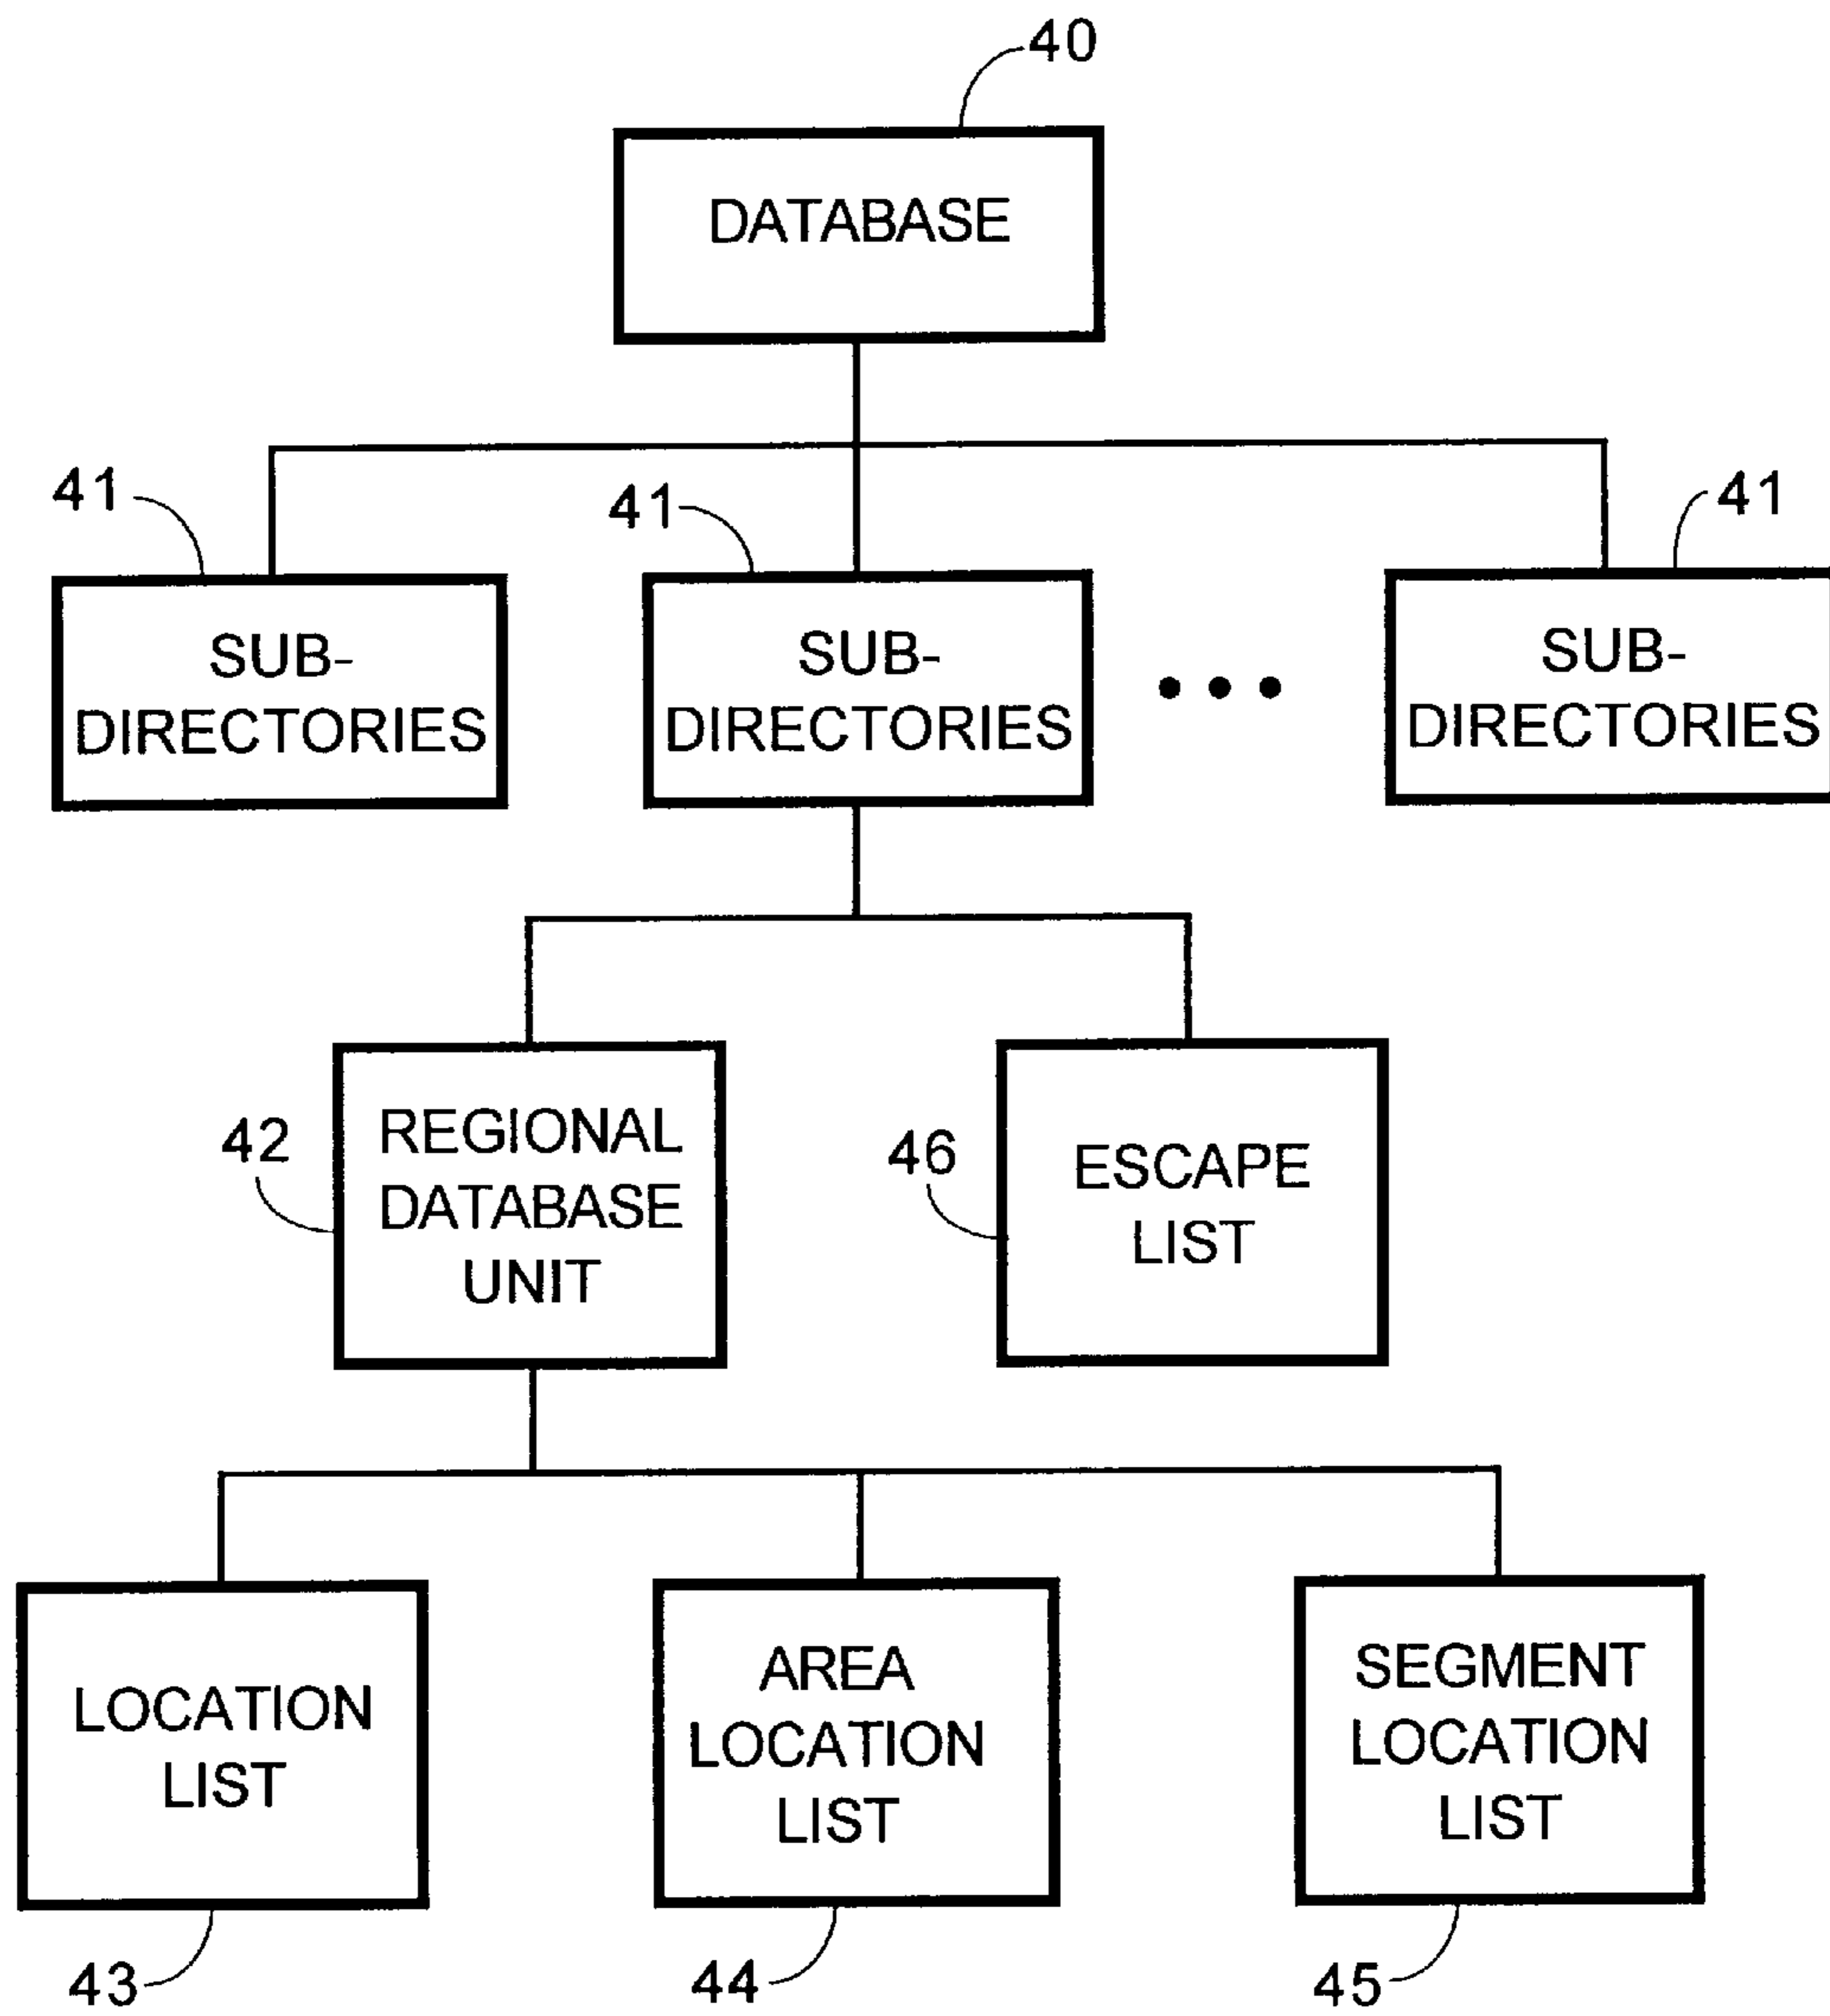 40
DATABASE
41
41
41
SUB-
DIRECTORIES
SUB-
DIRECTORIES
SUB-
DIRECTORIES
42
REGIONAL
DATABASE
UNIT
46
ESCAPE
LIST
LOCATION
LIST
AREA
LOCATION
LIST
SEGMENT
LOCATION
LIST
43
44
45